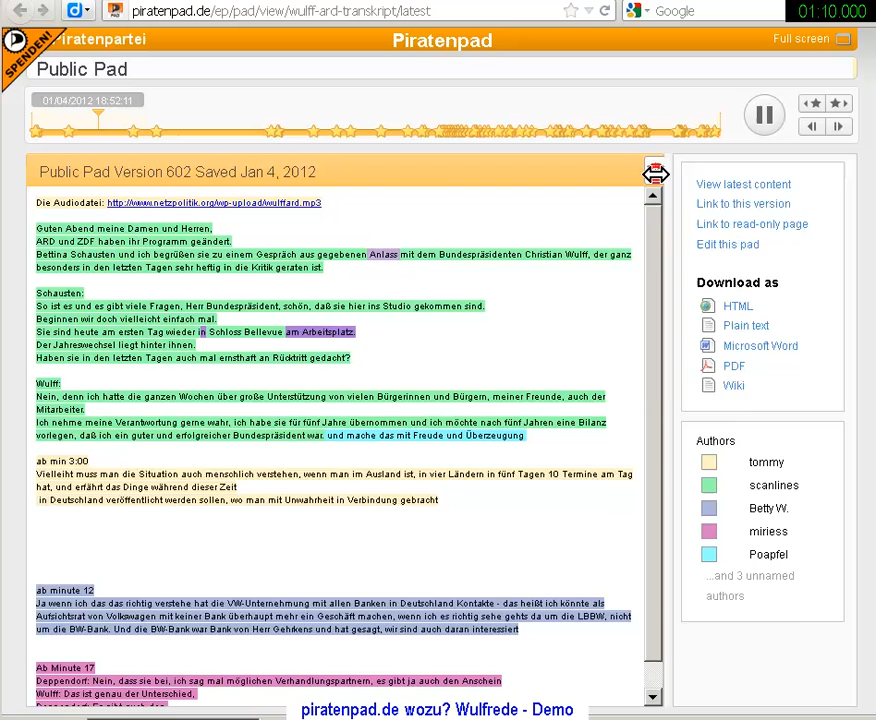 piratenpad.de/ep/pad/view/wulff-ard-transkript/latest
Google
01:10.000
SPENDEN!
Piratenpartei
Piratenpad
Full screen
Public Pad
01/04/2012 18:52:11
Public Pad Version 602 Saved Jan 4, 2012
Die Audiodatei: http://www.netzpolitik.org/wp-upload/wulffard.mp3
Guten Abend meine Damen und Herren,
ARD und ZDF haben ihr Programm geändert.
Bettina Schausten und ich begrüßen sie zu einem Gespräch aus gegebenen Anlass mit dem Bundespräsidenten Christian Wulff, der ganz
besonders in den letzten Tagen sehr heftig in die Kritik geraten ist.
Schausten:
So ist es und es gibt viele Fragen, Herr Bundespräsident, schön, daß sie hier ins Studio gekommen sind.
Beginnen wir doch vielleicht einfach mal.
Sie sind heute am ersten Tag wieder in Schloss Bellevue am Arbeitsplatz.
Der Jahreswechsel liegt hinter ihnen.
Haben sie in den letzten Tagen auch mal ernsthaft an Rücktritt gedacht?
Wulff:
Nein, denn ich hatte die ganzen Wochen über große Unterstützung von vielen Bürgerinnen und Bürgern, meiner Freunde, auch der
Mitarbeiter.
Ich nehme meine Verantwortung gerne wahr, ich habe sie für fünf Jahre übernommen und ich möchte nach fünf Jahren eine Bilanz
vorlegen, daß ich ein guter und erfolgreicher Bundespräsident war. und mache das mit Freude und Überzeugung
ab min 3:00
Vielleiht muss man die Situation auch menschlich verstehen, wenn man im Ausland ist, in vier Ländern in fünf Tagen 10 Termine am Tag
hat, und erfährt das Dinge während dieser Zeit
in Deutschland veröffentlicht werden sollen, wo man mit Unwahrheit in Verbindung gebracht
ab minute 12
Ja wenn ich das das richtig verstehe hat die VW-Unternehmung mit allen Banken in Deutschland Kontakte - das heißt ich könnte als
Aufsichtsrat von Volkswagen mit keiner Bank überhaupt mehr ein Geschäft machen, wenn ich es richtig sehe gehts da um die LBBW, nicht
um die BW-Bank. Und die BW-Bank war Bank von Herr Gehrkens und hat gesagt, wir sind auch daran interessiert
Ab Minute 17
Deppendorf: Nein, dass sie bei, ich sag mal möglichen Verhandlungspartnern, es gibt ja auch den Anschein
Wulff: Das ist genau der Unterschied,
View latest content
Link to this version
Link to read-only page
Edit this pad
Download as
HTML
Plain text
Microsoft Word
PDF
Wiki
Authors
tommy
scanlines
Betty W.
miriess
Poapfel
...and 3 unnamed
authors
piratenpad.de wozu? Wulfrede - Demo